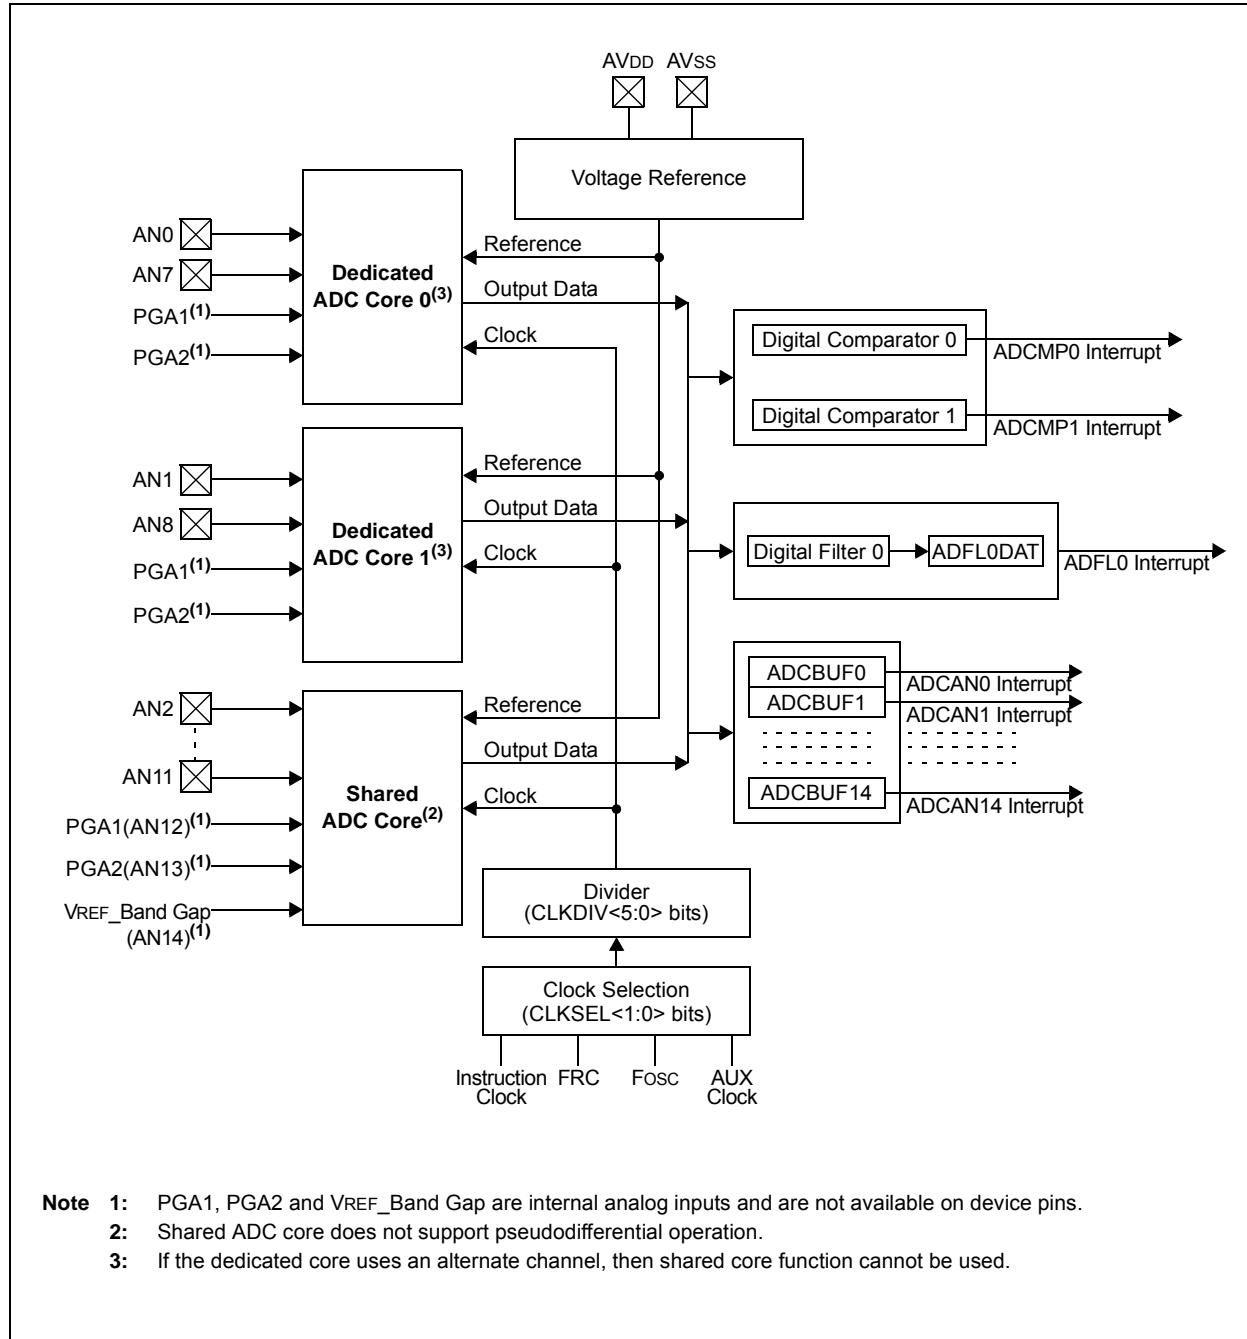 AVDD AVSS
Voltage Reference
AN0
AN7
PGA1(1)
PGA2(1)
Dedicated
ADC Core 0(3)
Reference
Output Data
Clock
Digital Comparator 0
ADCMP0 Interrupt
Digital Comparator 1
ADCMP1 Interrupt
AN1
AN8
PGA1(1)
PGA2(1)
Dedicated
ADC Core 1(3)
Reference
Output Data
Clock
Digital Filter 0
ADFL0DAT
ADFL0 Interrupt
AN2
AN11
PGA1(AN12)(1)
PGA2(AN13)(1)
VREF_Band Gap
(AN14)(1)
Shared
ADC Core(2)
Reference
Output Data
Clock
ADCBUF0
ADCAN0 Interrupt
ADCBUF1
ADCAN1 Interrupt
ADCBUF14
ADCAN14 Interrupt
Divider
(CLKDIV<5:0> bits)
Clock Selection
(CLKSEL<1:0> bits)
Instruction
Clock
FRC
FOSC
AUX
Clock
Note 1: PGA1, PGA2 and VREF_Band Gap are internal analog inputs and are not available on device pins.
2: Shared ADC core does not support pseudodifferential operation.
3: If the dedicated core uses an alternate channel, then shared core function cannot be used.